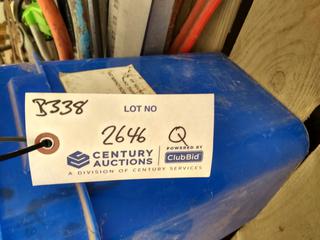 B338
LOT NO
2646 Q
CENTURY AUCTIONS
POWERED BY
ClubBid
A DIVISION OF CENTURY SERVICES